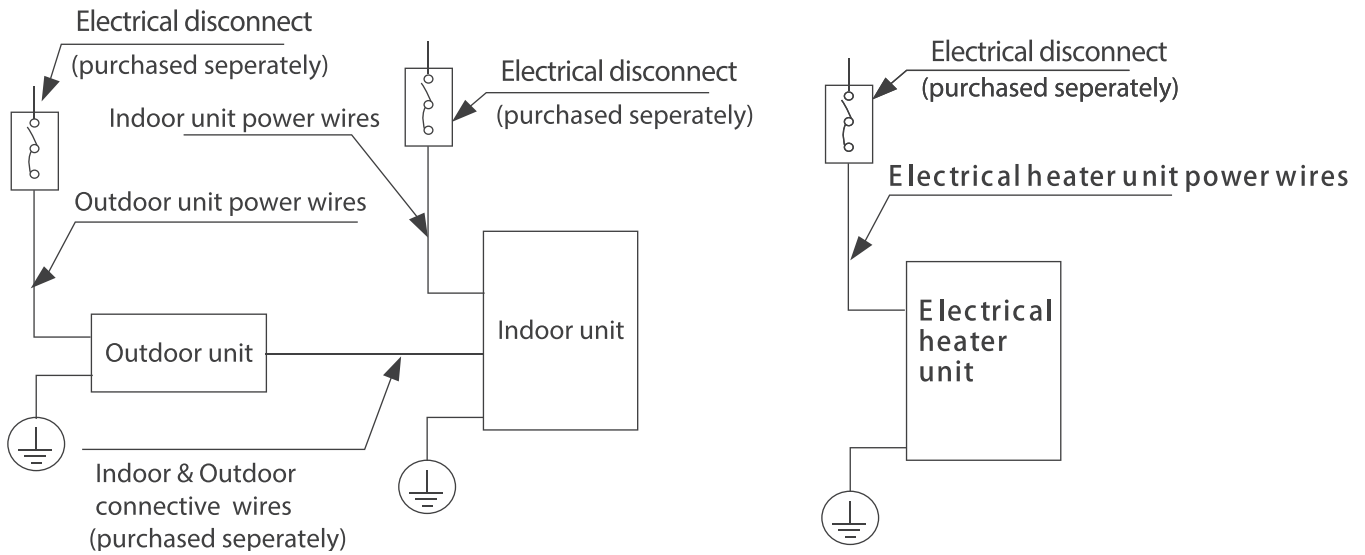 Electrical disconnect
(purchased seperately)
Electrical disconnect
(purchased seperately)
Indoor unit power wires
Outdoor unit power wires
Outdoor unit
Indoor unit
Indoor & Outdoor
connective wires
(purchased seperately)
Electrical disconnect
(purchased seperately)
Electrical heater unit power wires
Electrical
heater
unit